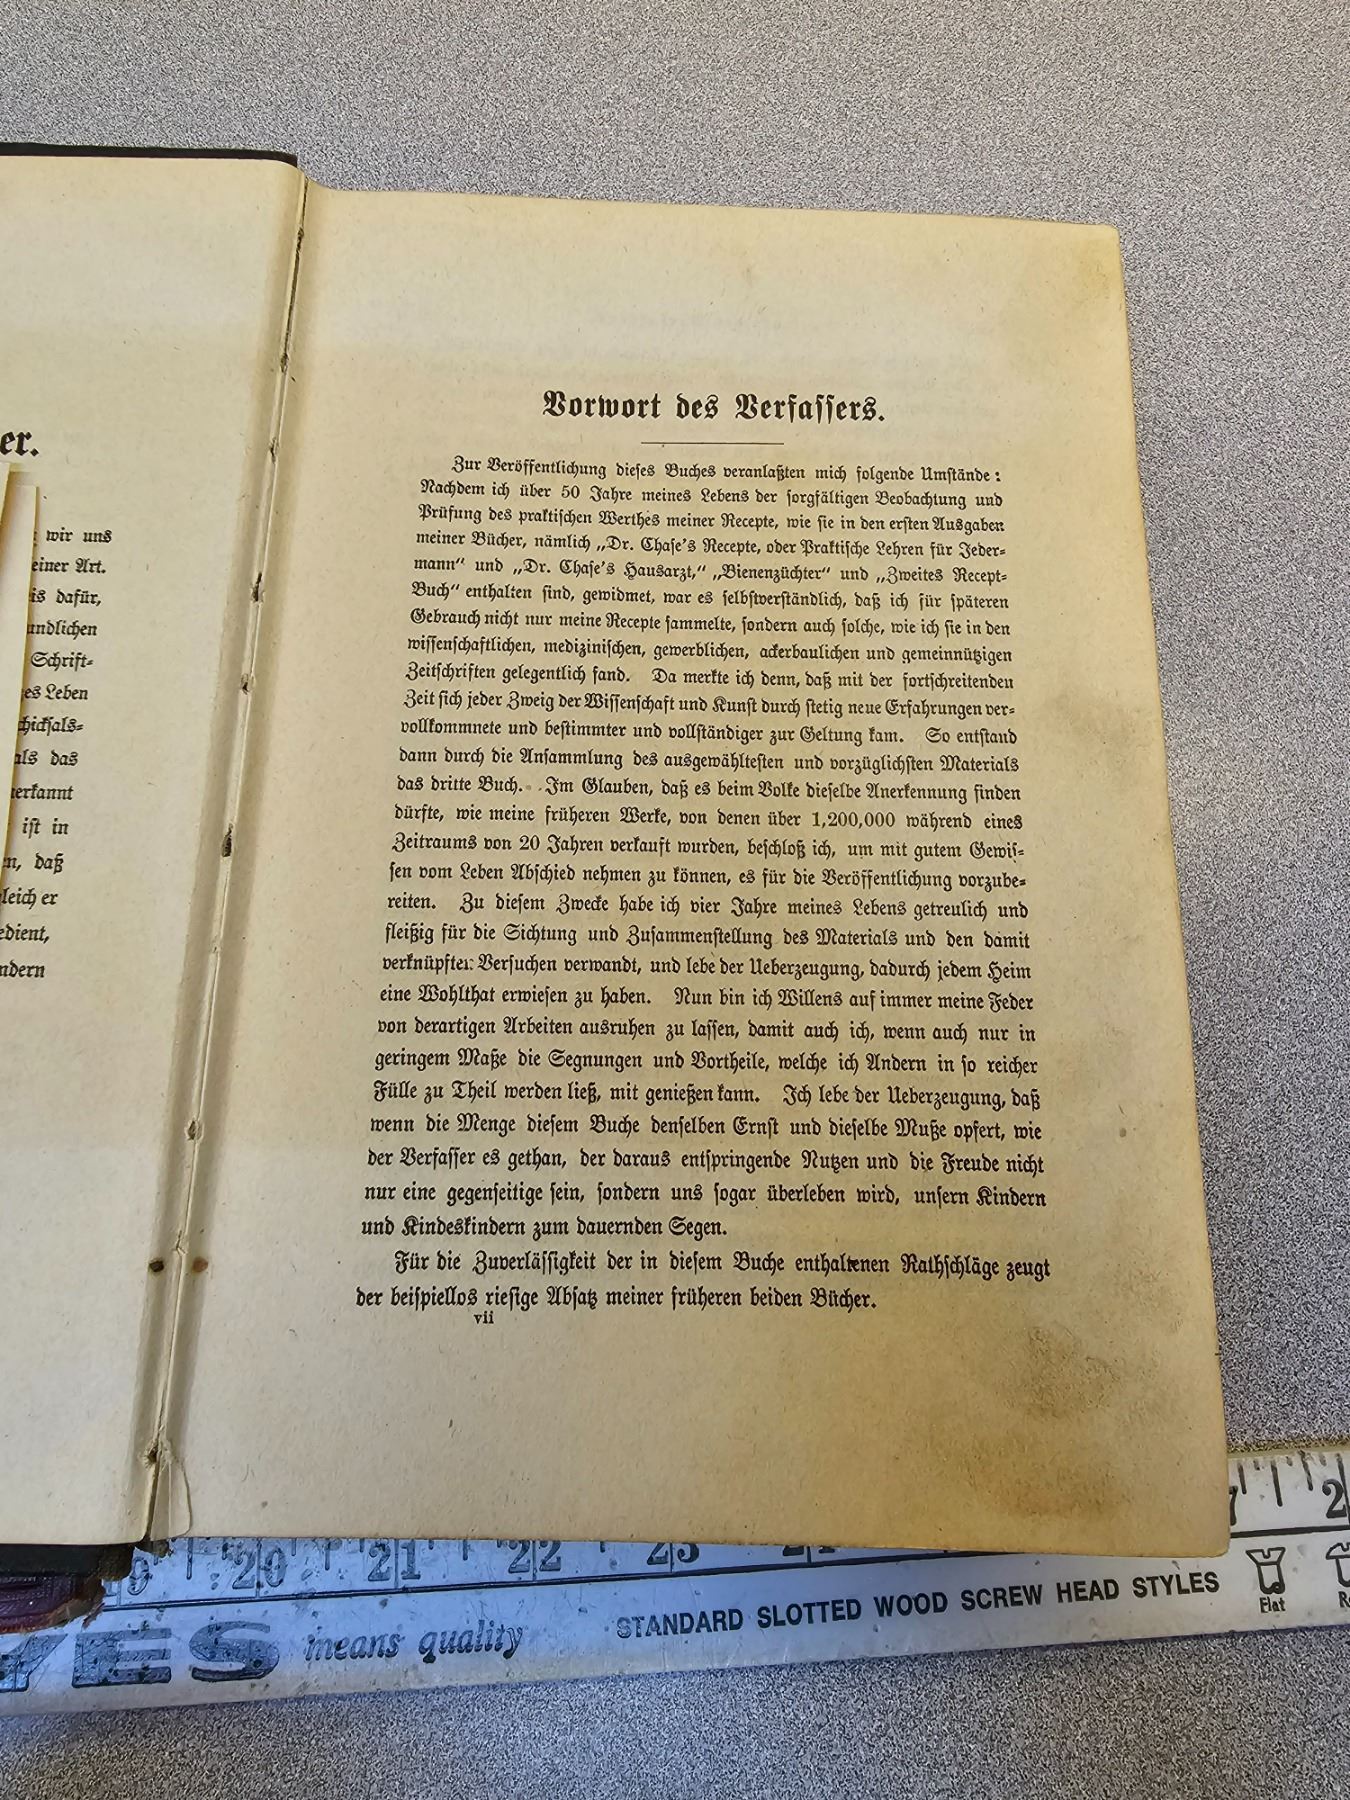 er.
wir uns
einer Art.
is dafür,
undlichen
Schrift-
es Leben
hicksals-
als das
erkannt
ist in
n, daß
leich er
edient,
ndern
Vorwort des Verfassers.
Zur Veröffentlichung dieses Buches veranlaßten mich folgende Umstände:
Nachdem ich über 50 Jahre meines Lebens der sorgfältigen Beobachtung und
Prüfung des praktischen Werthes meiner Recepte, wie sie in den ersten Ausgaben
meiner Bücher, nämlich „Dr. Chase's Recepte, oder Praktische Lehren für Jeder-
mann“ und „Dr. Chase's Hausarzt,“ „Bienenzüchter“ und „Zweites Recept-
Buch“ enthalten sind, gewidmet, war es selbstverständlich, daß ich für späteren
Gebrauch nicht nur meine Recepte sammelte, sondern auch solche, wie ich sie in den
wissenschaftlichen, medizinischen, gewerblichen, ackerbaulichen und gemeinnützigen
Zeitschriften gelegentlich fand. Da merkte ich denn, daß mit der fortschreitenden
Zeit sich jeder Zweig der Wissenschaft und Kunst durch stetig neue Erfahrungen ver-
vollkommnete und bestimmter und vollständiger zur Geltung kam. So entstand
dann durch die Ansammlung des ausgewähltesten und vorzüglichsten Materials
das dritte Buch. Im Glauben, daß es beim Volke dieselbe Anerkennung finden
dürfte, wie meine früheren Werke, von denen über 1,200,000 während eines
Zeitraums von 20 Jahren verkauft wurden, beschloß ich, um mit gutem Gewis-
sen vom Leben Abschied nehmen zu können, es für die Veröffentlichung vorzube-
reiten. Zu diesem Zwecke habe ich vier Jahre meines Lebens getreulich und
fleißig für die Sichtung und Zusammenstellung des Materials und den damit
verknüpften Versuchen verwandt, und lebe der Ueberzeugung, dadurch jedem Heim
eine Wohlthat erwiesen zu haben. Nun bin ich Willens auf immer meine Feder
von derartigen Arbeiten ausruhen zu lassen, damit auch ich, wenn auch nur in
geringem Maße die Segnungen und Vortheile, welche ich Andern in so reicher
Fülle zu Theil werden ließ, mit genießen kann. Ich lebe der Ueberzeugung, daß
wenn die Menge diesem Buche denselben Ernst und dieselbe Muße opfert, wie
der Verfasser es gethan, der daraus entspringende Nutzen und die Freude nicht
nur eine gegenseitige sein, sondern uns sogar überleben wird, unsern Kindern
und Kindeskindern zum dauernden Segen.
Für die Zuverlässigkeit der in diesem Buche enthaltenen Rathschläge zeugt
der beispiellos riesige Absatz meiner früheren beiden Bücher.
vii
9 20 21 22 23 24 7 2
YES means quality STANDARD SLOTTED WOOD SCREW HEAD STYLES
Flat